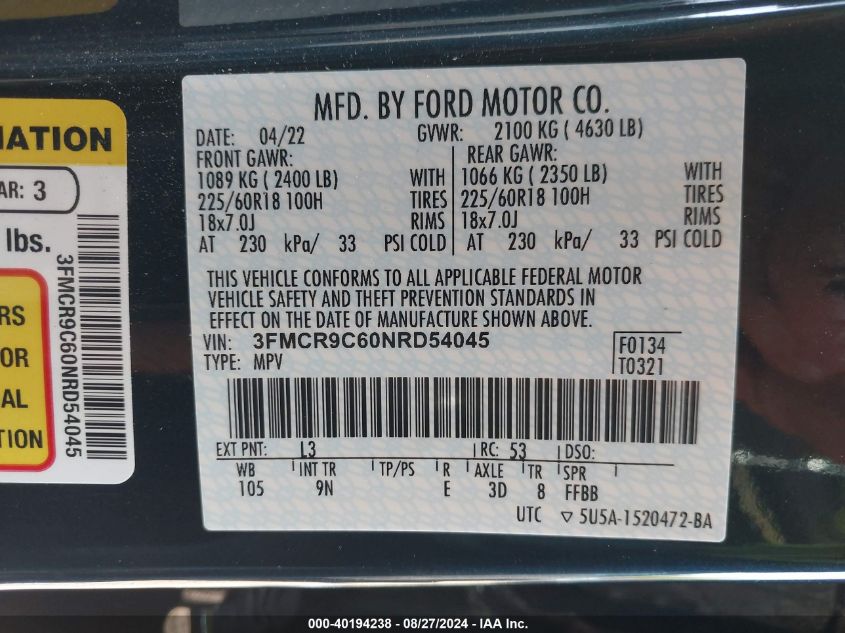 MATION
AR: 3
lbs.
RS
OR
AL
TION
3FMCR9C60NRD54045
MFD. BY FORD MOTOR CO.
DATE: 04/22 GVWR: 2100 KG ( 4630 LB)
FRONT GAWR: REAR GAWR:
1089 KG ( 2400 LB) WITH 1066 KG ( 2350 LB) WITH
225/60R18 100H TIRES 225/60R18 100H TIRES
18x7.0J RIMS 18x7.0J RIMS
AT 230 kPa/ 33 PSI COLD AT 230 kPa/ 33 PSI COLD
THIS VEHICLE CONFORMS TO ALL APPLICABLE FEDERAL MOTOR
VEHICLE SAFETY AND THEFT PREVENTION STANDARDS IN
EFFECT ON THE DATE OF MANUFACTURE SHOWN ABOVE.
VIN: 3FMCR9C60NRD54045 F0134
TYPE: MPV T0321
EXT PNT: L3 RC: 53 DSO:
WB INT TR TP/PS R AXLE TR SPR
105 9N E 3D 8 FFBB
UTC ▽ 5U5A-1520472-BA
000-40194238 - 08/27/2024 - IAA Inc.